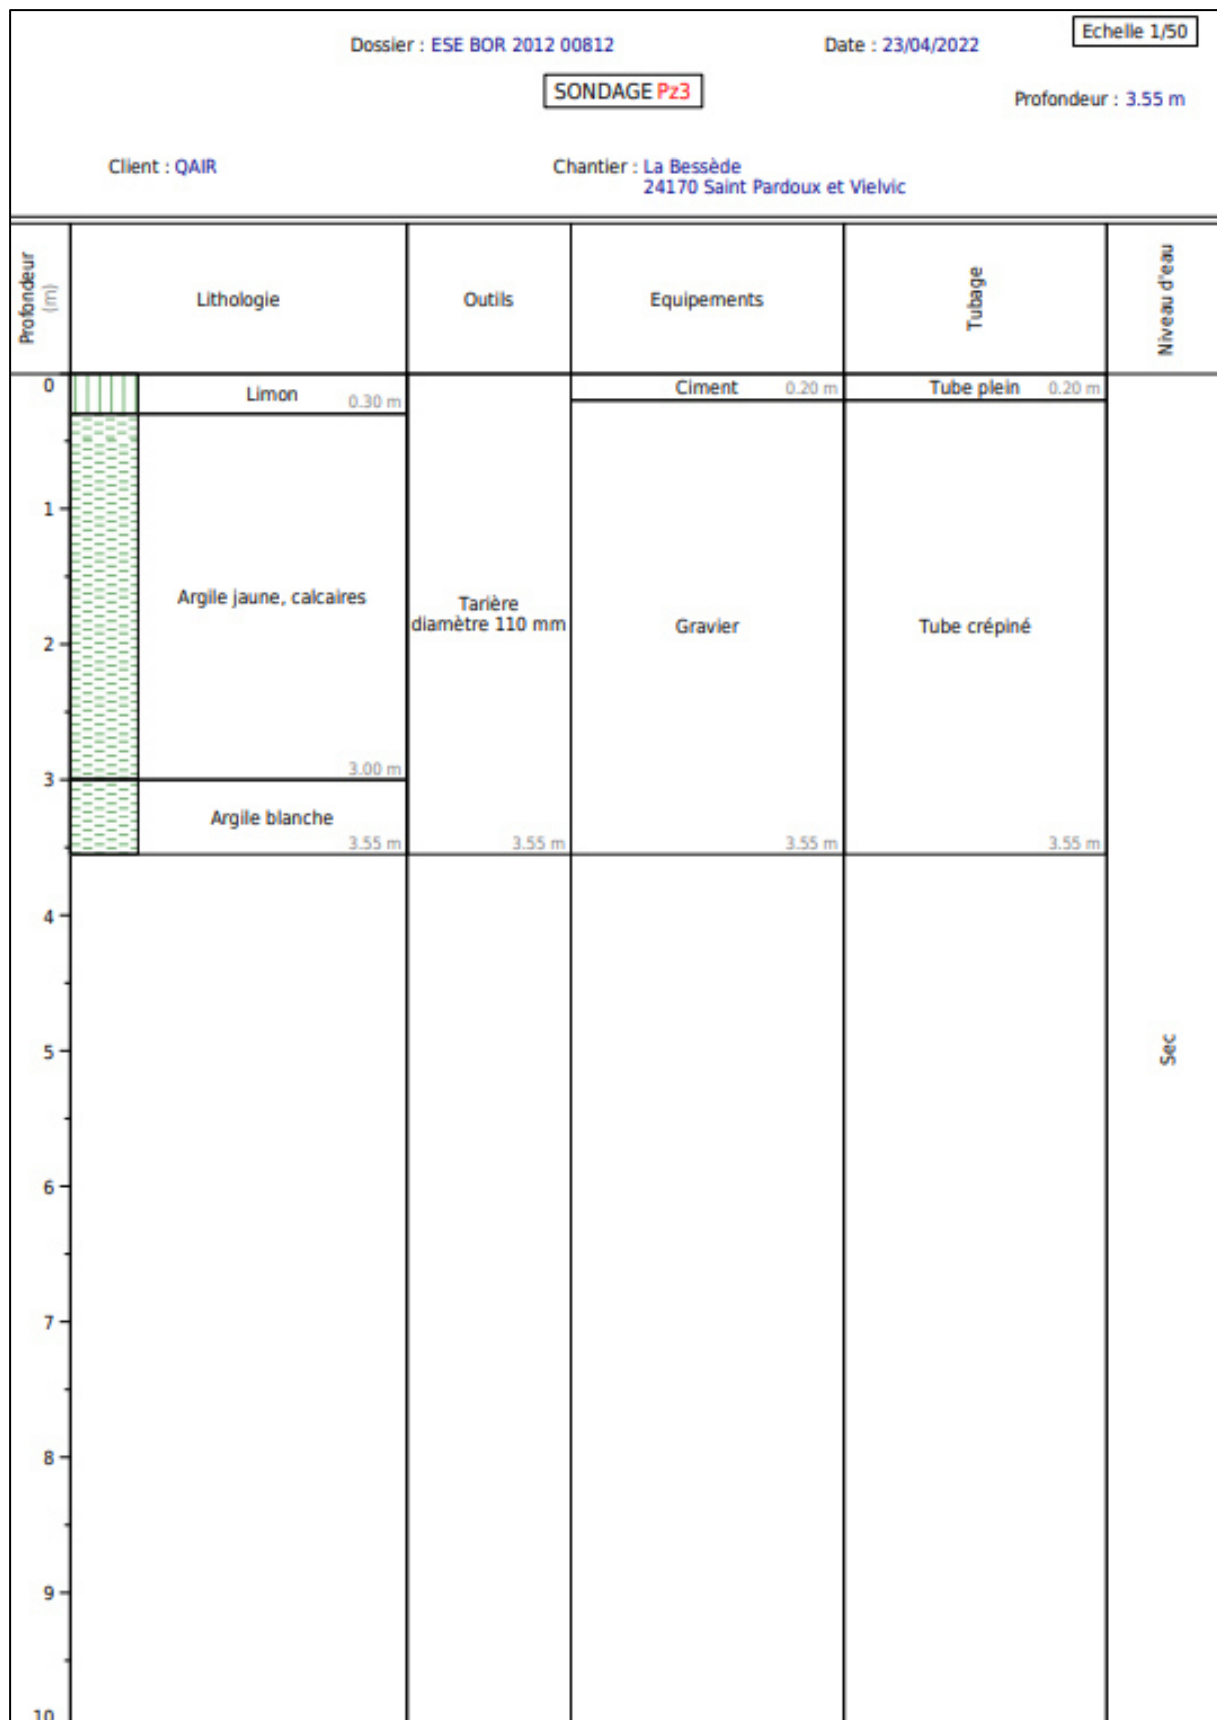 Echelle 1/50
Dossier : ESE BOR 2012 00812
Date : 23/04/2022
SONDAGE Pz3
Profondeur : 3.55 m
Client : QAIR
Chantier : La Bessède
24170 Saint Pardoux et Vielvic
Profondeur
(m)
Lithologie
Outils
Equipements
Tubage
Niveau d'eau
0
Limon
0.30 m
Ciment
0.20 m
Tube plein
0.20 m
1
Argile jaune, calcaires
Tarière
diamètre 110 mm
Gravier
Tube crépiné
2
3.00 m
3
Argile blanche
3.55 m
3.55 m
3.55 m
3.55 m
4
5
Sec
6
7
8
9
10